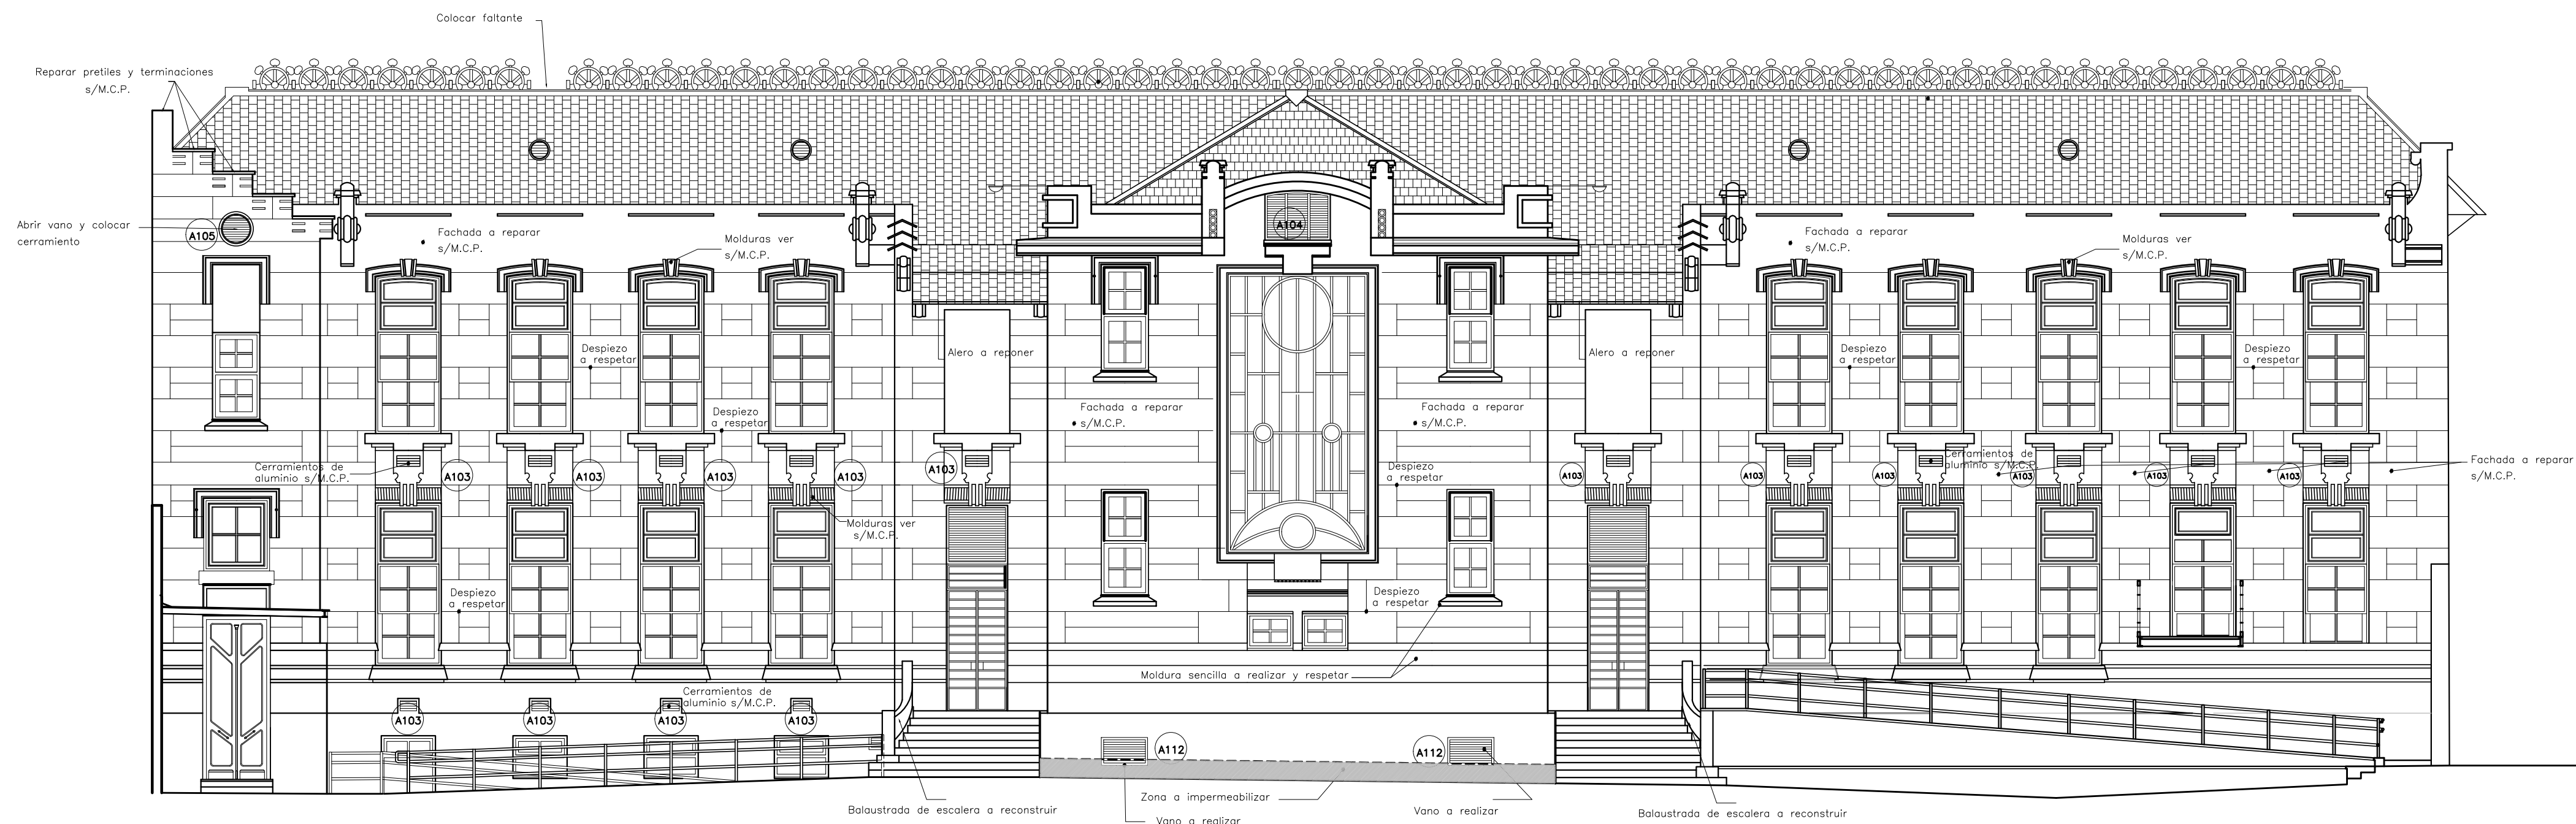 Colocar faltante
Reparar pretiles y terminaciones
s/M.C.P.
Abrir vano y colocar
cerramiento
A105
Fachada a reparar
s/M.C.P.
Molduras ver
s/M.C.P.
A104
Fachada a reparar
s/M.C.P.
Molduras ver
s/M.C.P.
Despiezo
a respetar
Alero a reponer
Alero a reponer
Despiezo
a respetar
Despiezo
a respetar
Despiezo
a respetar
Fachada a reparar
s/M.C.P.
Fachada a reparar
s/M.C.P.
Cerramientos de
aluminio s/M.C.P.
A103
A103
A103
A103
A103
Despiezo
a respetar
A103
A103
A103
Cerramientos de
aluminio s/M.C.P.
A103
A103
A103
Fachada a reparar
s/M.C.P.
Molduras ver
s/M.C.P.
Despiezo
a respetar
Despiezo
a respetar
Moldura sencilla a realizar y respetar
Cerramientos de
aluminio s/M.C.P.
A103
A103
A103
A103
A112
A112
Balaustrada de escalera a reconstruir
Zona a impermeabilizar
Vano a realizar
Vano a realizar
Balaustrada de escalera a reconstruir